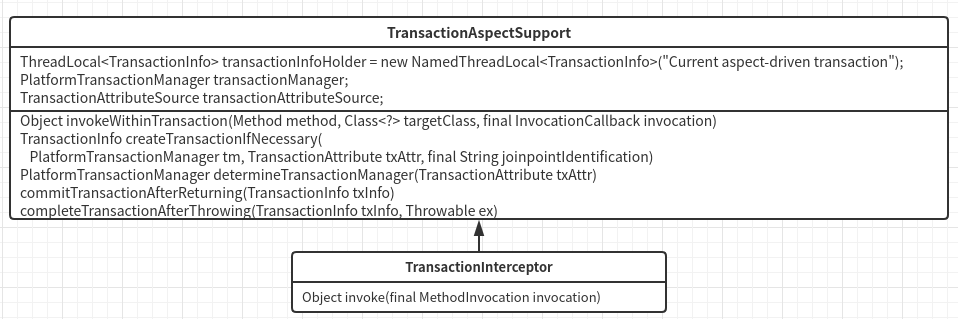 TransactionAspectSupport
ThreadLocal<TransactionInfo> transactionInfoHolder = new NamedThreadLocal<TransactionInfo>("Current aspect-driven transaction");
PlatformTransactionManager transactionManager;
TransactionAttributeSource transactionAttributeSource;
Object invokeWithinTransaction(Method method, Class<?> targetClass, final InvocationCallback invocation)
TransactionInfo createTransactionIfNecessary(
PlatformTransactionManager tm, TransactionAttribute txAttr, final String joinpointIdentification)
PlatformTransactionManager determineTransactionManager(TransactionAttribute txAttr)
commitTransactionAfterReturning(TransactionInfo txInfo)
completeTransactionAfterThrowing(TransactionInfo txInfo, Throwable ex)
TransactionInterceptor
Object invoke(final MethodInvocation invocation)